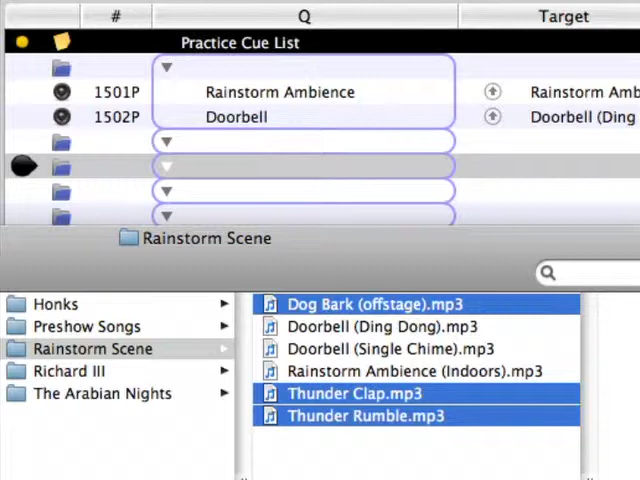 # Q Target
Practice Cue List
1501P Rainstorm Ambience Rainstorm Amb
1502P Doorbell Doorbell (Ding
Rainstorm Scene
Honks Dog Bark (offstage).mp3
Preshow Songs Doorbell (Ding Dong).mp3
Rainstorm Scene Doorbell (Single Chime).mp3
Richard III Rainstorm Ambience (Indoors).mp3
The Arabian Nights Thunder Clap.mp3
Thunder Rumble.mp3